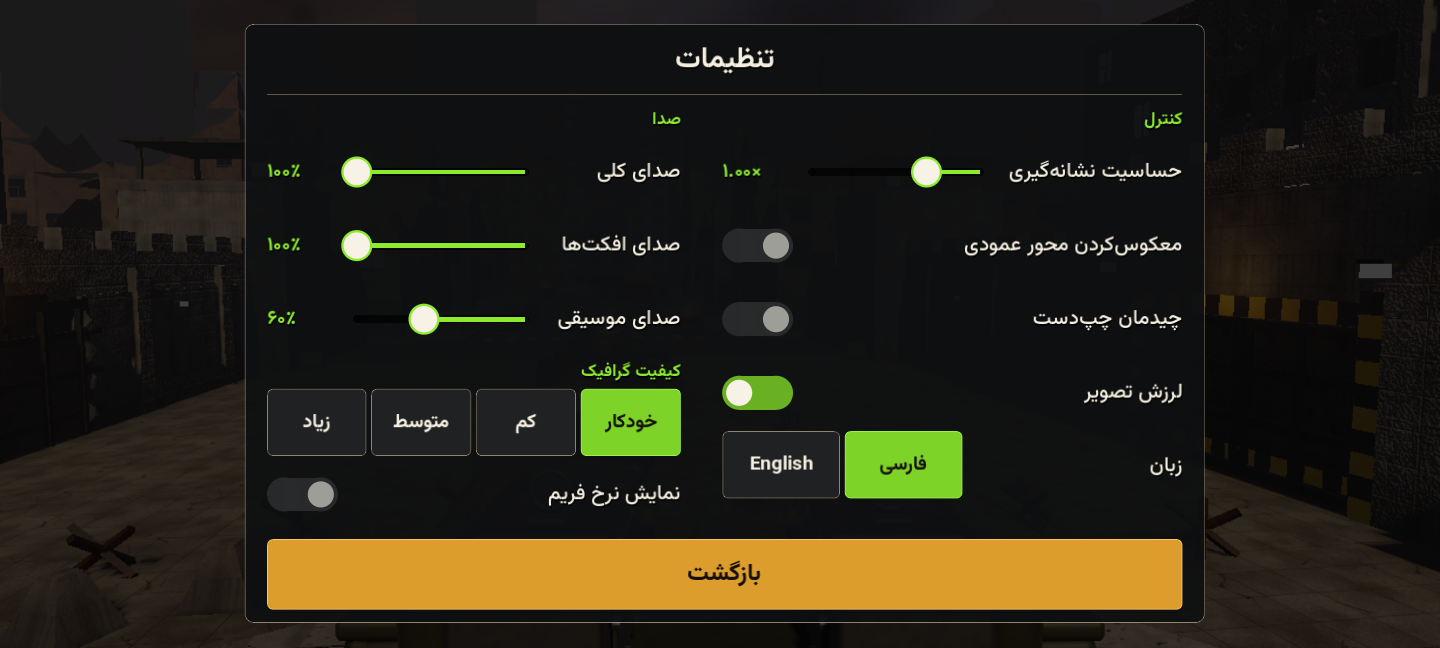 تنظیمات
کنترل
حساسیت نشانه‌گیری ۱.۰۰×
معکوس‌کردن محور عمودی
چیدمان چپ‌دست
لرزش تصویر
زبان فارسی English
صدا
صدای کلی ۱۰۰٪
صدای افکت‌ها ۱۰۰٪
صدای موسیقی ۶۰٪
کیفیت گرافیک
خودکار کم متوسط زیاد
نمایش نرخ فریم
بازگشت